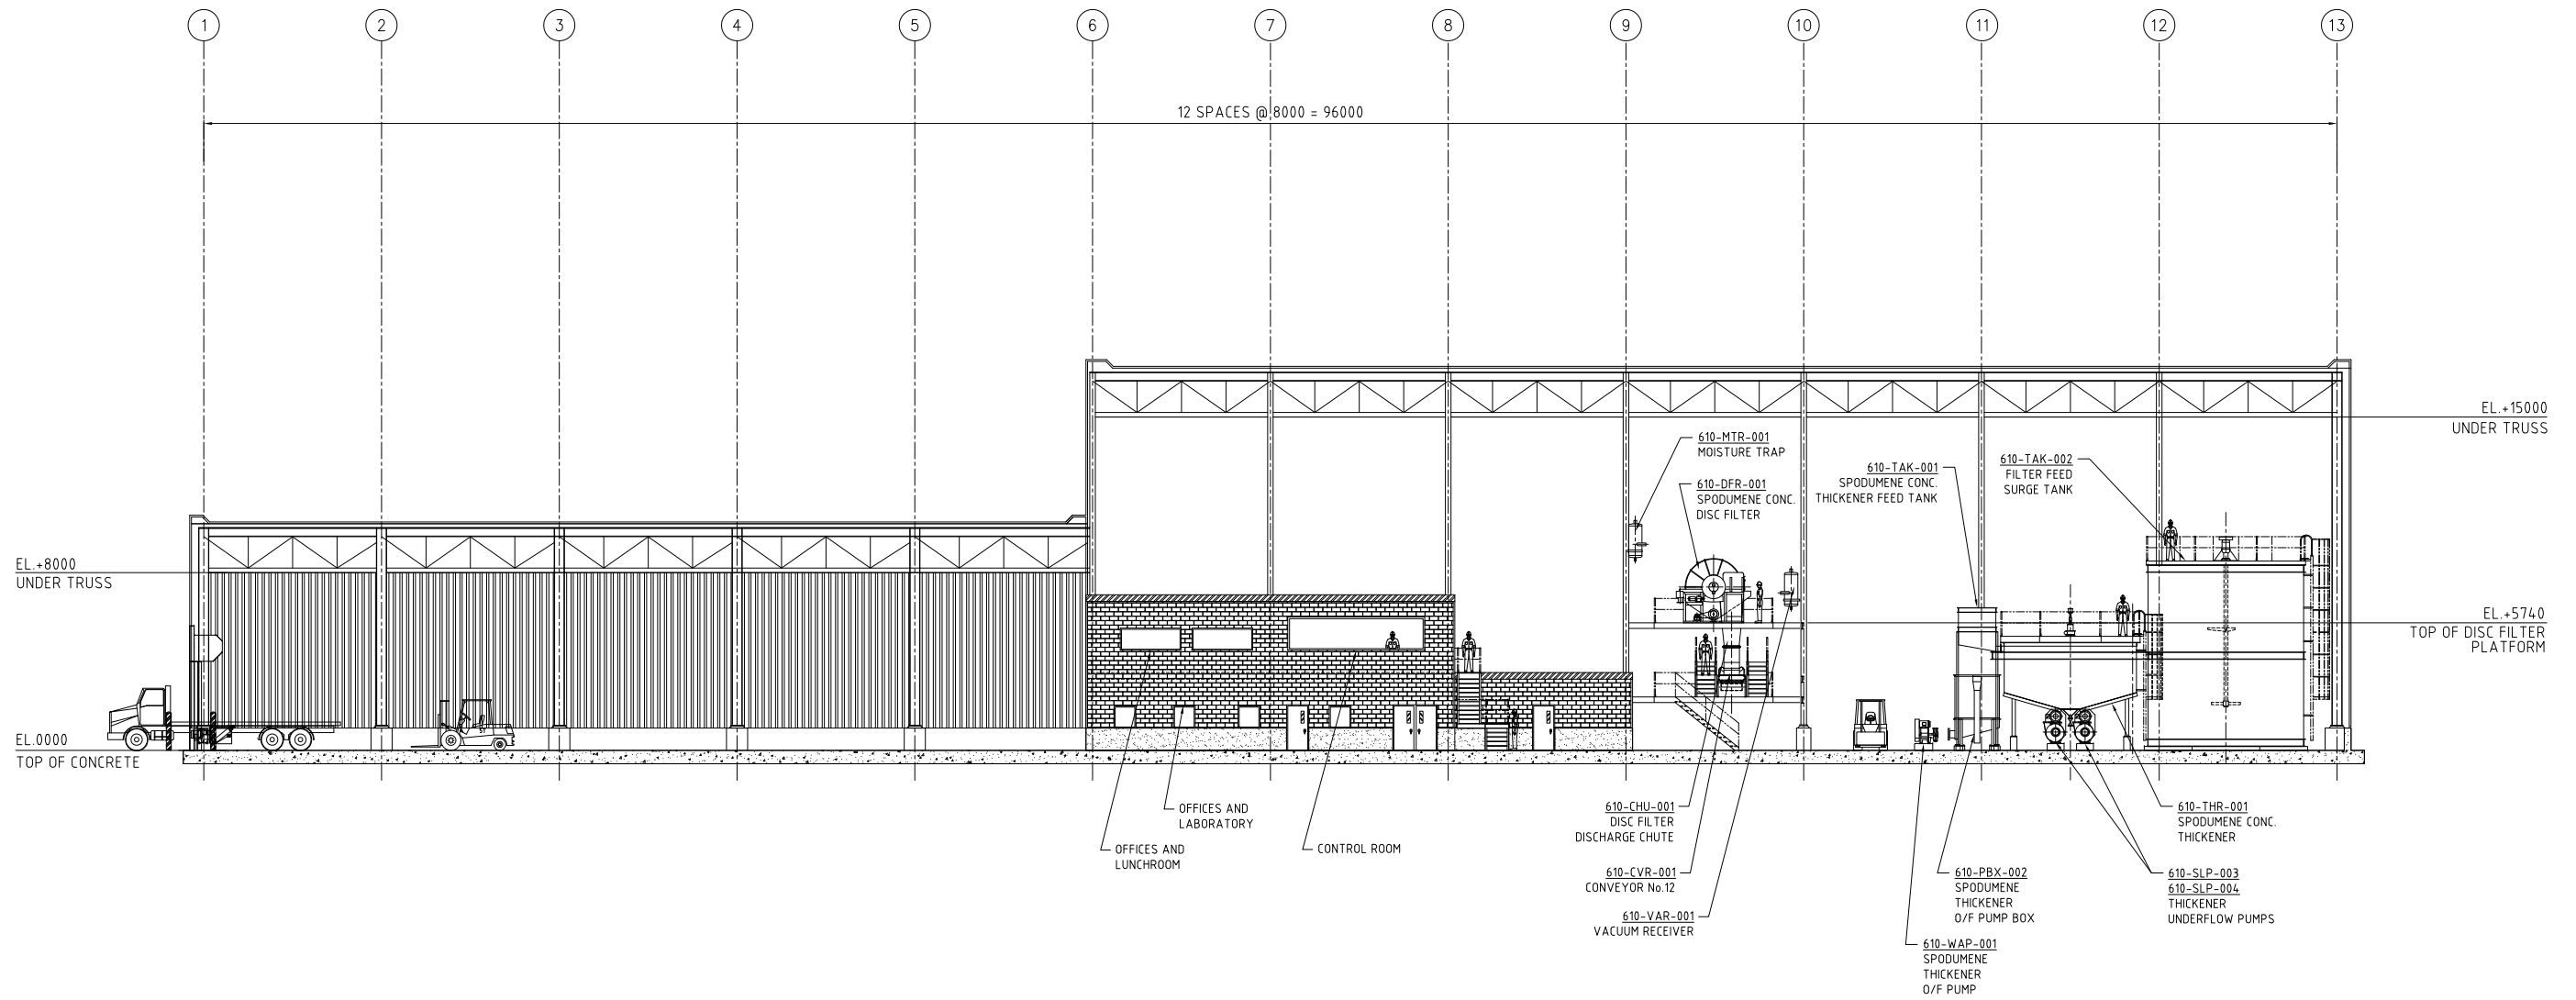 1
2
3
4
5
6
7
8
9
10
11
12
13
12 SPACES @ 8000 = 96000
EL.+15000
UNDER TRUSS
610-MTR-001
MOISTURE TRAP
610-DFR-001
SPODUMENE CONC.
DISC FILTER
610-TAK-001
SPODUMENE CONC.
THICKENER FEED TANK
610-TAK-002
FILTER FEED
SURGE TANK
EL.+8000
UNDER TRUSS
EL.+5740
TOP OF DISC FILTER
PLATFORM
EL.0000
TOP OF CONCRETE
OFFICES AND
LABORATORY
OFFICES AND
LUNCHROOM
CONTROL ROOM
610-CHU-001
DISC FILTER
DISCHARGE CHUTE
610-CVR-001
CONVEYOR No.12
610-VAR-001
VACUUM RECEIVER
610-THR-001
SPODUMENE CONC.
THICKENER
610-PBX-002
SPODUMENE
THICKENER
O/F PUMP BOX
610-SLP-003
610-SLP-004
THICKENER
UNDERFLOW PUMPS
610-WAP-001
SPODUMENE
THICKENER
O/F PUMP